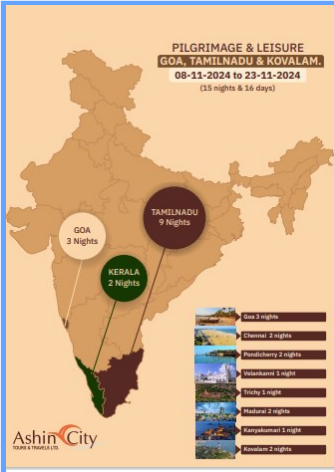 PILGRIMAGE & LEISURE
GOA, TAMILNADU & KOVALAM.
08-11-2024 to 23-11-2024
(15 nights & 16 days)
TAMILNADU
9 Nights
GOA
3 Nights
KERALA
2 Nights
Goa 3 nights
Chennai 2 nights
Pondicherry 2 nights
Velankanni 1 night
Trichy 1 night
Madurai 2 nights
Kanyakumari 1 night
Kovalam 2 nights
Ashin City
TOURS & TRAVELS LTD.